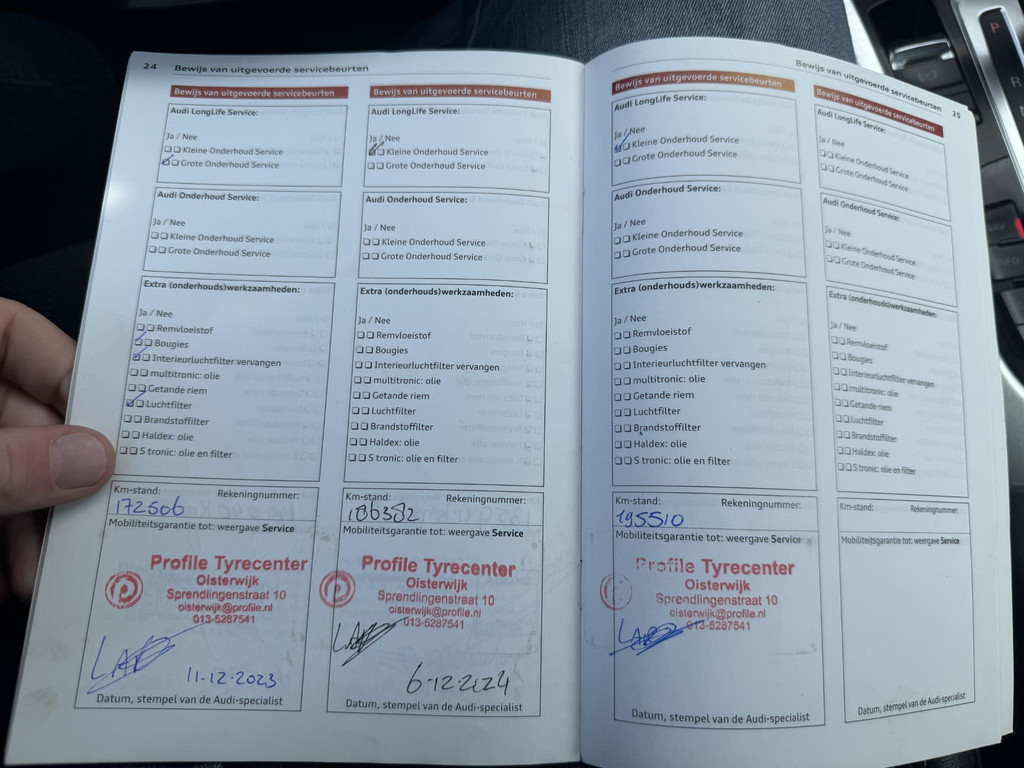 24 Bewijs van uitgevoerde servicebeurten
Bewijs van uitgevoerde servicebeurten
Audi LongLife Service:
Ja / Nee
Kleine Onderhoud Service
Grote Onderhoud Service
Audi Onderhoud Service:
Ja / Nee
Kleine Onderhoud Service
Grote Onderhoud Service
Extra (onderhouds)werkzaamheden:
Ja / Nee
Remvloeistof
Bougies
Interieurluchtfilter vervangen
multitronic: olie
Getande riem
Luchtfilter
Brandstoffilter
Haldex: olie
S tronic: olie en filter
Km-stand: Rekeningnummer:
172506
Mobiliteitsgarantie tot: weergave Service
Profile Tyrecenter
Oisterwijk
Sprendlingenstraat 10
oisterwijk@profile.nl
013-5287541
11-12-2023
Datum, stempel van de Audi-specialist
Bewijs van uitgevoerde servicebeurten
Audi LongLife Service:
Ja / Nee
Kleine Onderhoud Service
Grote Onderhoud Service
Audi Onderhoud Service:
Ja / Nee
Kleine Onderhoud Service
Grote Onderhoud Service
Extra (onderhouds)werkzaamheden:
Ja / Nee
Remvloeistof
Bougies
Interieurluchtfilter vervangen
multitronic: olie
Getande riem
Luchtfilter
Brandstoffilter
Haldex: olie
S tronic: olie en filter
Km-stand: Rekeningnummer:
186382
Mobiliteitsgarantie tot: weergave Service
Profile Tyrecenter
Oisterwijk
Sprendlingenstraat 10
oisterwijk@profile.nl
013-5287541
6-12-2024
Datum, stempel van de Audi-specialist
Bewijs van uitgevoerde servicebeurten 25
Bewijs van uitgevoerde servicebeurten
Audi LongLife Service:
Ja / Nee
Kleine Onderhoud Service
Grote Onderhoud Service
Audi Onderhoud Service:
Ja / Nee
Kleine Onderhoud Service
Grote Onderhoud Service
Extra (onderhouds)werkzaamheden:
Ja / Nee
Remvloeistof
Bougies
Interieurluchtfilter vervangen
multitronic: olie
Getande riem
Luchtfilter
Brandstoffilter
Haldex: olie
S tronic: olie en filter
Km-stand: Rekeningnummer:
195510
Mobiliteitsgarantie tot: weergave Service
Profile Tyrecenter
Oisterwijk
Sprendlingenstraat 10
oisterwijk@profile.nl
013-5287541
Datum, stempel van de Audi-specialist
Bewijs van uitgevoerde servicebeurten
Audi LongLife Service:
Ja / Nee
Kleine Onderhoud Service
Grote Onderhoud Service
Audi Onderhoud Service:
Ja / Nee
Kleine Onderhoud Service
Grote Onderhoud Service
Extra (onderhouds)werkzaamheden:
Ja / Nee
Remvloeistof
Bougies
Interieurluchtfilter vervangen
multitronic: olie
Getande riem
Luchtfilter
Brandstoffilter
Haldex: olie
S tronic: olie en filter
Km-stand: Rekeningnummer:
Mobiliteitsgarantie tot: weergave Service
Datum, stempel van de Audi-specialist
P
R
NAV